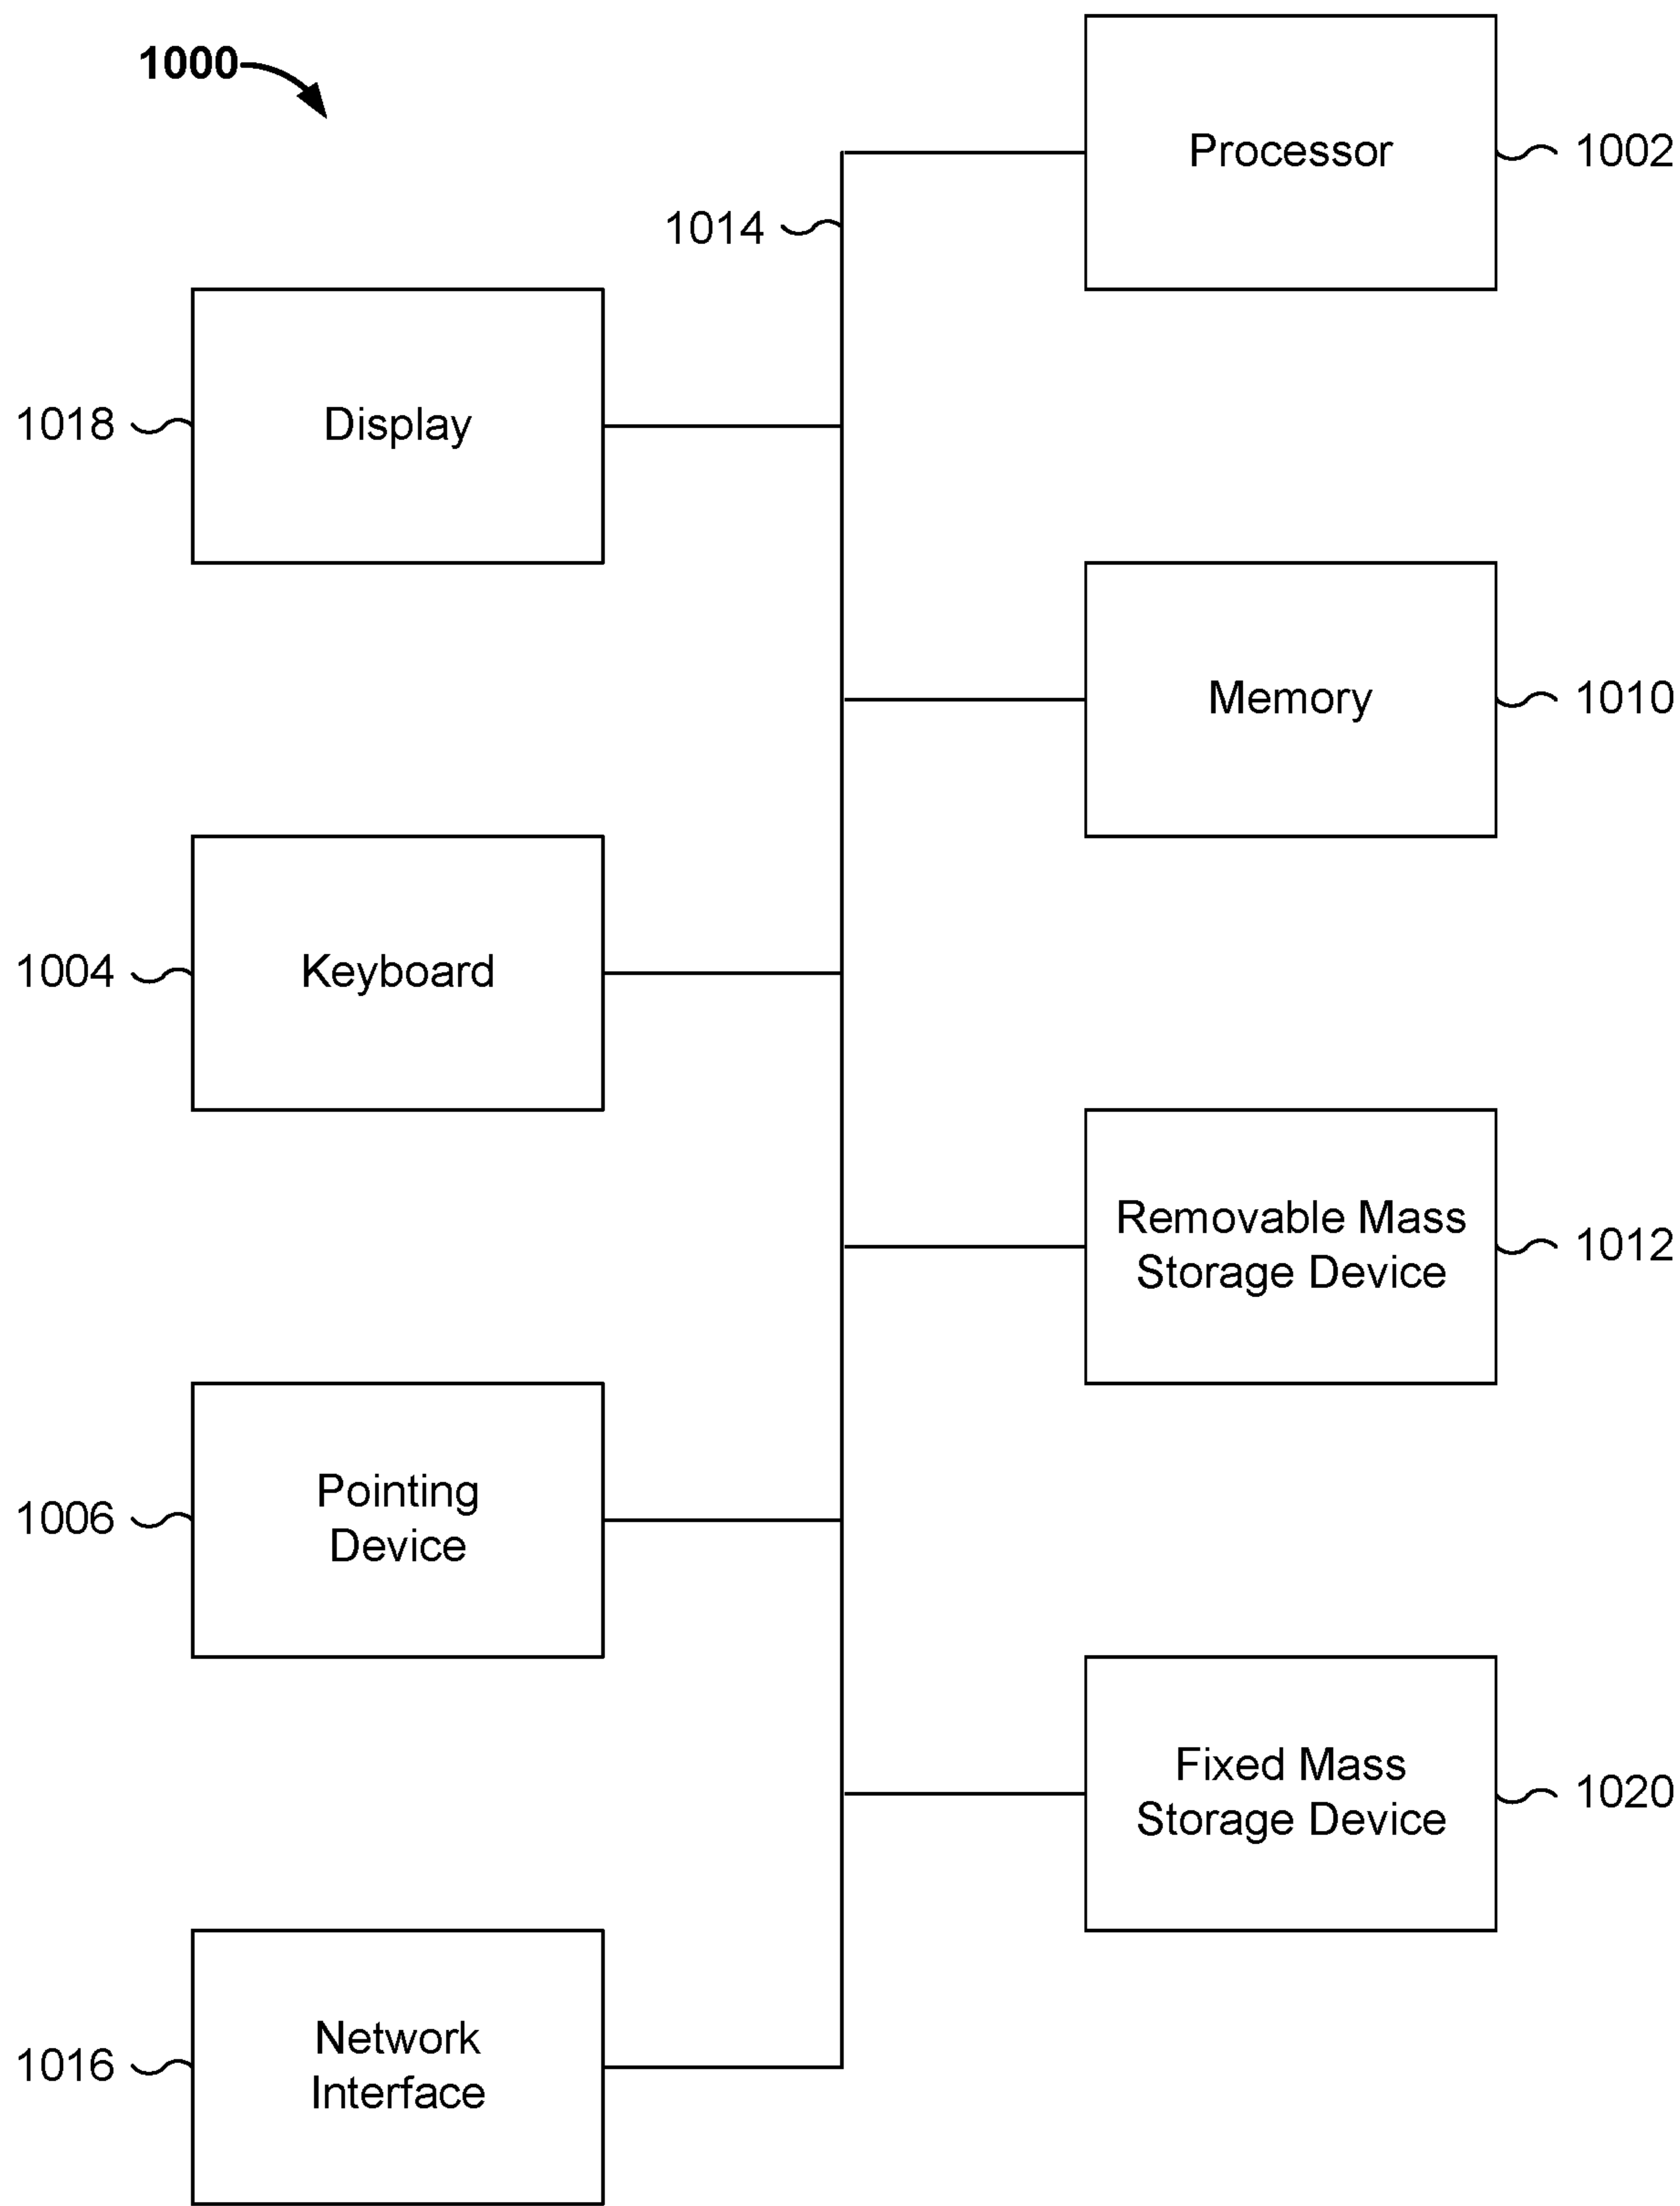 1000
Processor
1002
1014
1018
Display
Memory
1010
1004
Keyboard
Removable Mass
Storage Device
1012
1006
Pointing
Device
Fixed Mass
Storage Device
1020
1016
Network
Interface